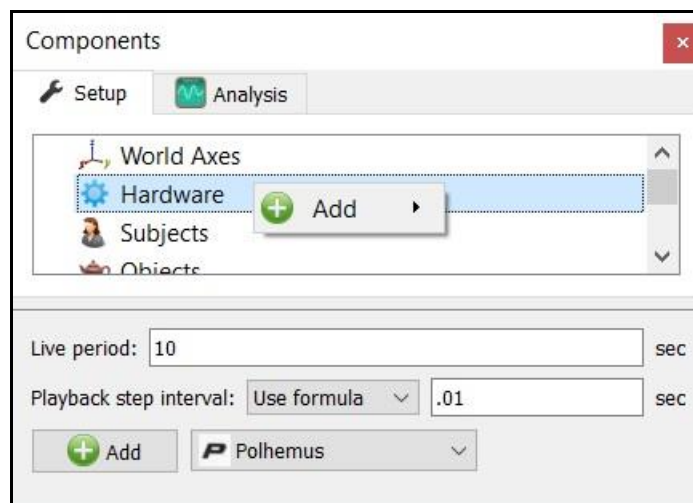 Components
Setup Analysis
World Axes
Hardware
Add
Subjects
Objects
Live period: 10 sec
Playback step interval: Use formula .01 sec
Add Polhemus